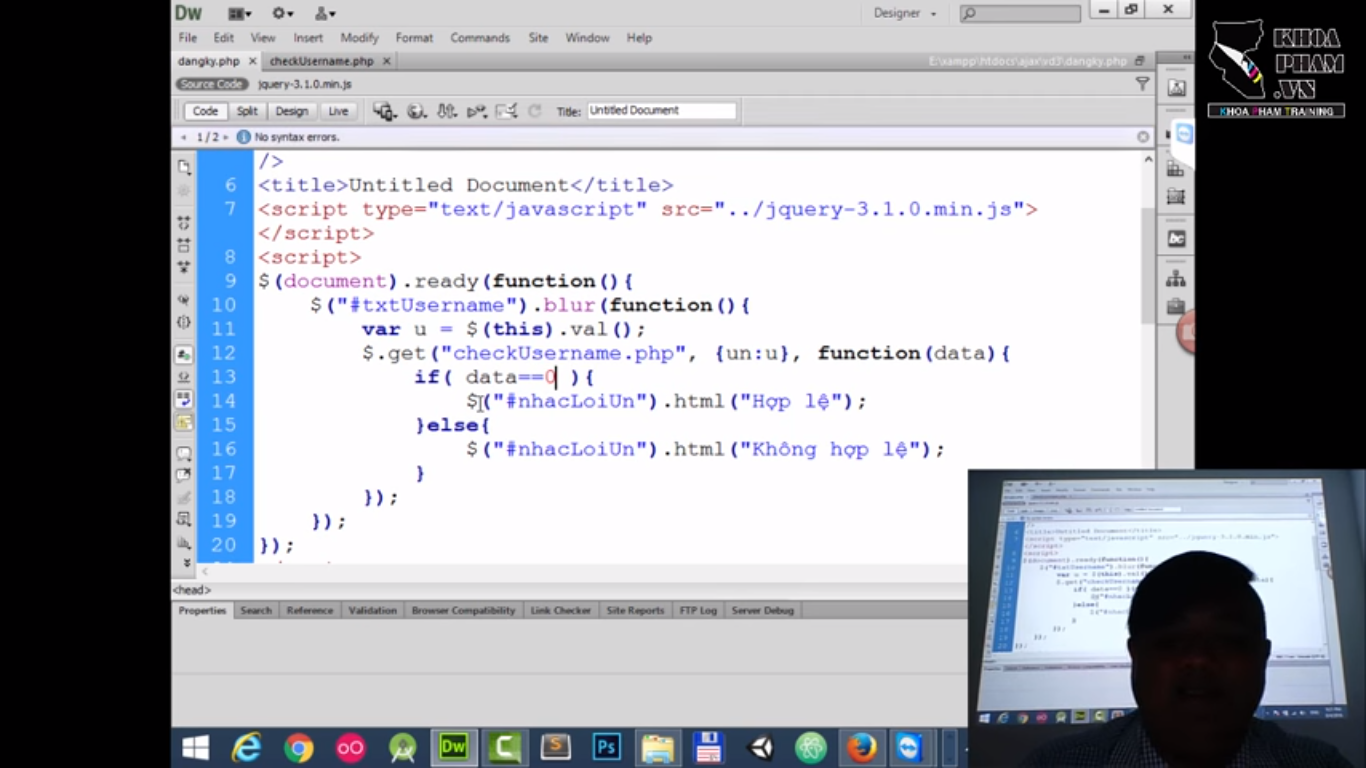 Dw
Designer
File Edit View Insert Modify Format Commands Site Window Help
dangky.php × checkUsername.php ×
E:\xampp\htdocs\ajax\vd3\dangky.php
Source Code jquery-3.1.0.min.js
Code Split Design Live Title: Untitled Document
1 / 2 No syntax errors.
/>
6 <title>Untitled Document</title>
7 <script type="text/javascript" src="../jquery-3.1.0.min.js">
</script>
8 <script>
9 $(document).ready(function(){
10 $("#txtUsername").blur(function(){
11 var u = $(this).val();
12 $.get("checkUsername.php", {un:u}, function(data){
13 if( data==0 ){
14 $("#nhacLoiUn").html("Hợp lệ");
15 }else{
16 $("#nhacLoiUn").html("Không hợp lệ");
17 }
18 });
19 });
20 });
<head>
Properties Search Reference Validation Browser Compatibility Link Checker Site Reports FTP Log Server Debug
Dw C S Ps
KHOA
PHAM
.VN
KHOA PHAM TRAINING
bc